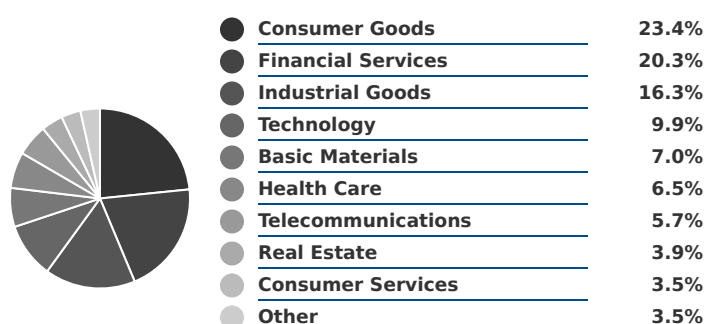 Consumer Goods 23.4%
Financial Services 20.3%
Industrial Goods 16.3%
Technology 9.9%
Basic Materials 7.0%
Health Care 6.5%
Telecommunications 5.7%
Real Estate 3.9%
Consumer Services 3.5%
Other 3.5%